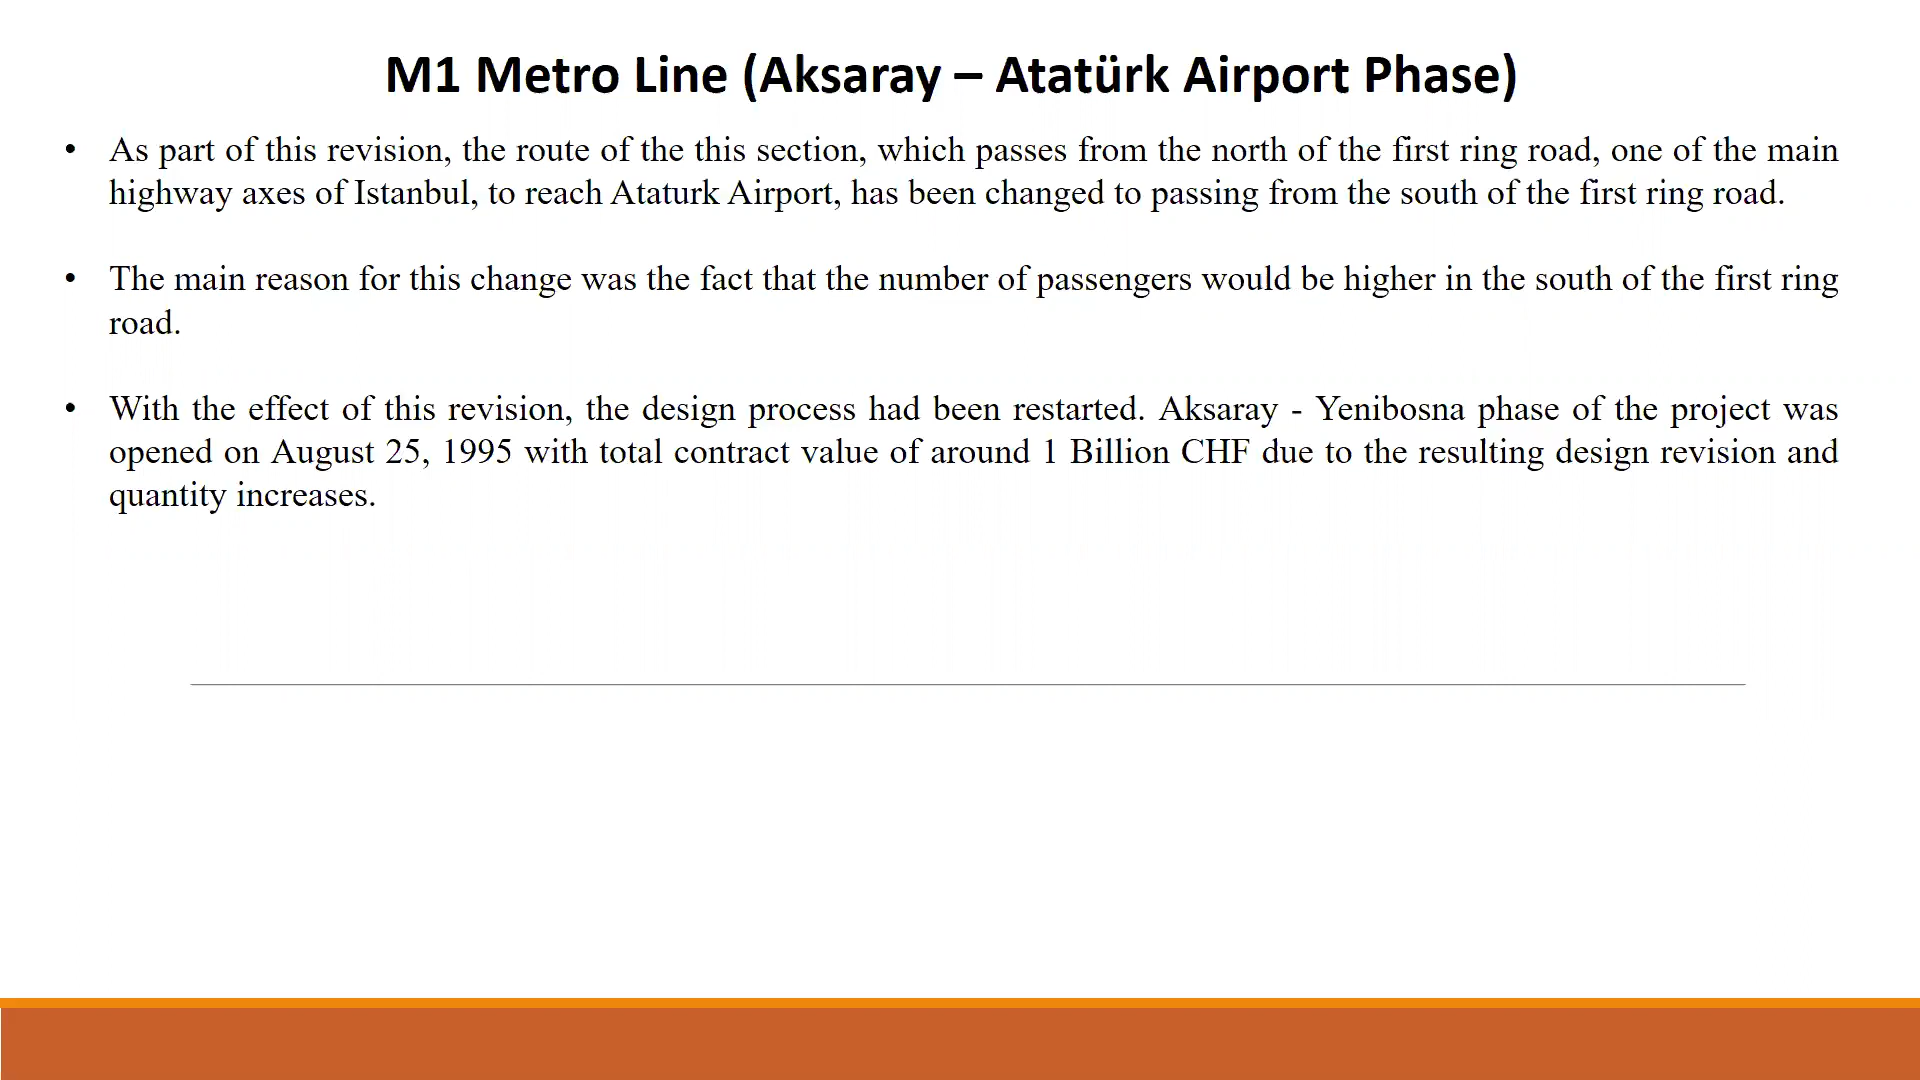 M1 Metro Line (Aksaray – Atatürk Airport Phase)
• As part of this revision, the route of the this section, which passes from the north of the first ring road, one of the main
highway axes of Istanbul, to reach Ataturk Airport, has been changed to passing from the south of the first ring road.
• The main reason for this change was the fact that the number of passengers would be higher in the south of the first ring
road.
• With the effect of this revision, the design process had been restarted. Aksaray - Yenibosna phase of the project was
opened on August 25, 1995 with total contract value of around 1 Billion CHF due to the resulting design revision and
quantity increases.